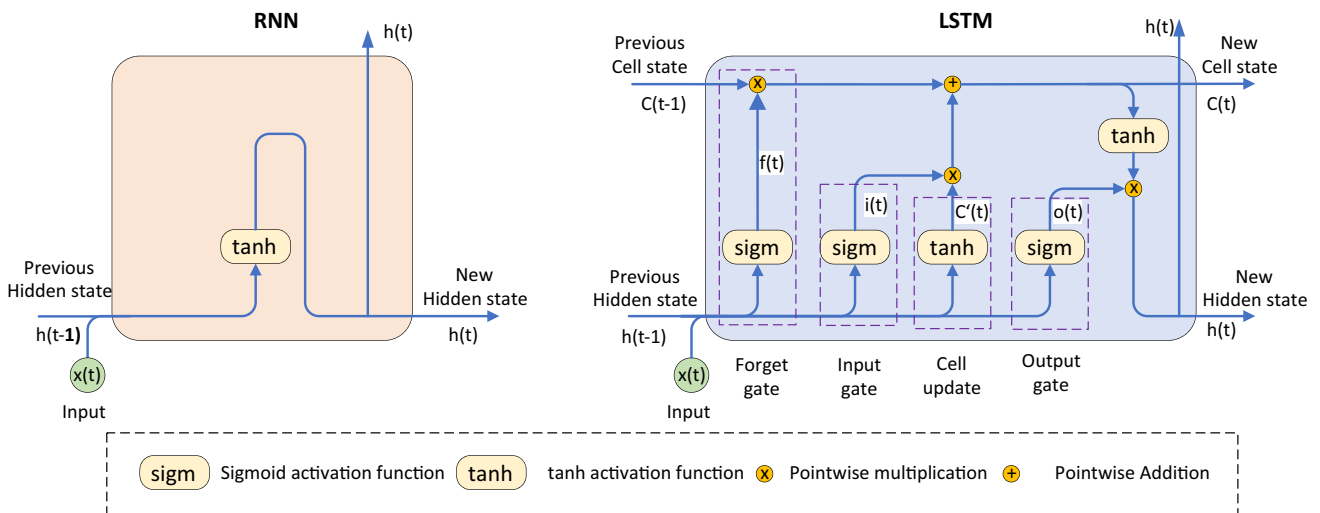 RNN
h(t)
tanh
Previous
Hidden state
h(t-1)
x(t)
Input
New
Hidden state
h(t)
LSTM
h(t)
Previous
Cell state
C(t-1)
x
+
New
Cell state
C(t)
tanh
f(t)
x
x
i(t)
C‘(t)
o(t)
sigm
sigm
tanh
sigm
Previous
Hidden state
h(t-1)
New
Hidden state
h(t)
x(t)
Input
Forget
gate
Input
gate
Cell
update
Output
gate
sigm Sigmoid activation function tanh tanh activation function x Pointwise multiplication + Pointwise Addition